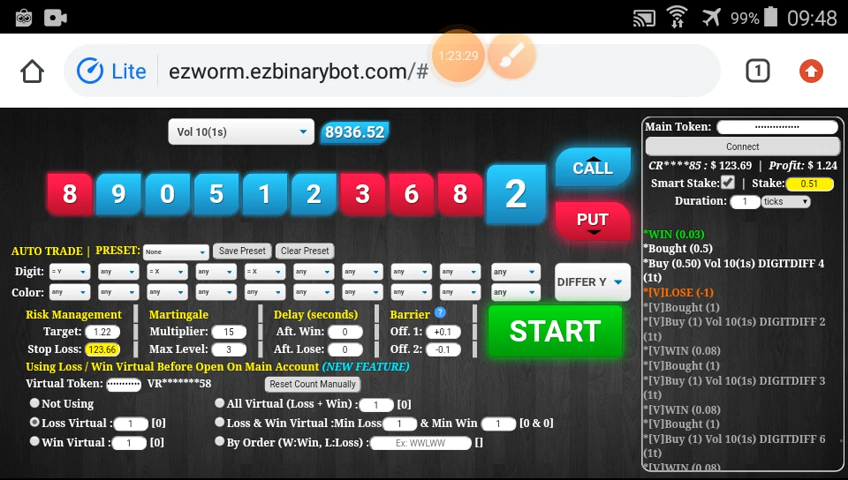 99% 09:48
Lite ezworm.ezbinarybot.com/# 1:23:29 1
Vol 10(1s) 8936.52
8 9 0 5 1 2 3 6 8 2
CALL
PUT
AUTO TRADE | PRESET: None Save Preset Clear Preset
Digit: = Y any = X any = X any any any any any
Color: any any any any any any any any any any
DIFFER Y
Risk Management Martingale Delay (seconds) Barrier ?
Target: 1.22 Multiplier: 15 Aft. Win: 0 Off. 1: +0.1
Stop Loss: 123.66 Max Level: 3 Aft. Lose: 0 Off. 2: -0.1
START
Using Loss / Win Virtual Before Open On Main Account (NEW FEATURE)
Virtual Token: ••••••••••• VR*******58 Reset Count Manually
Not Using All Virtual (Loss + Win) : 1 [0]
Loss Virtual : 1 [0] Loss & Win Virtual :Min Loss 1 & Min Win 1 [0 & 0]
Win Virtual : 1 [0] By Order (W:Win, L:Loss) : Ex: WWLWW []
Main Token: •••••••••••••••
Connect
CR****85 : $ 123.69 | Profit: $ 1.24
Smart Stake: | Stake: 0.51
Duration: 1 ticks
*WIN (0.03)
*Bought (0.5)
*Buy (0.50) Vol 10(1s) DIGITDIFF 4
(1t)
*[V]LOSE (-1)
*[V]Bought (1)
*[V]Buy (1) Vol 10(1s) DIGITDIFF 2
(1t)
*[V]WIN (0.08)
*[V]Bought (1)
*[V]Buy (1) Vol 10(1s) DIGITDIFF 3
(1t)
*[V]WIN (0.08)
*[V]Bought (1)
*[V]Buy (1) Vol 10(1s) DIGITDIFF 6
(1t)
*[V]WIN (0.08)